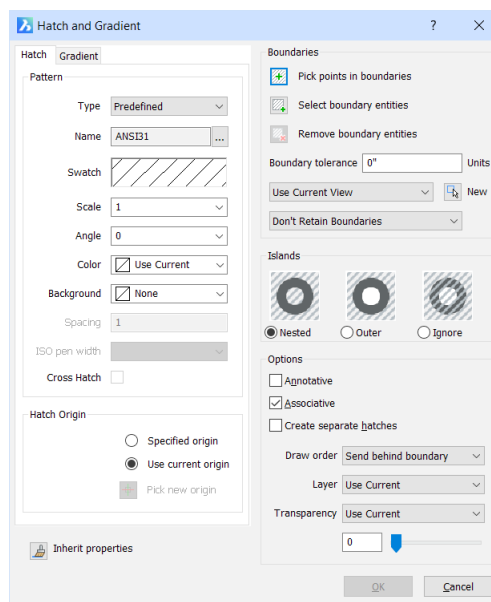 Hatch and Gradient
?
Hatch
Gradient
Pattern
Type
Predefined
Name
ANSI31
...
Swatch
Scale
1
Angle
0
Color
Use Current
Background
None
Spacing
1
ISO pen width
Cross Hatch
Hatch Origin
Specified origin
Use current origin
Pick new origin
Inherit properties
Boundaries
Pick points in boundaries
Select boundary entities
Remove boundary entities
Boundary tolerance
0"
Units
Use Current View
New
Don't Retain Boundaries
Islands
Nested
Outer
Ignore
Options
Annotative
Associative
Create separate hatches
Draw order
Send behind boundary
Layer
Use Current
Transparency
Use Current
0
OK
Cancel